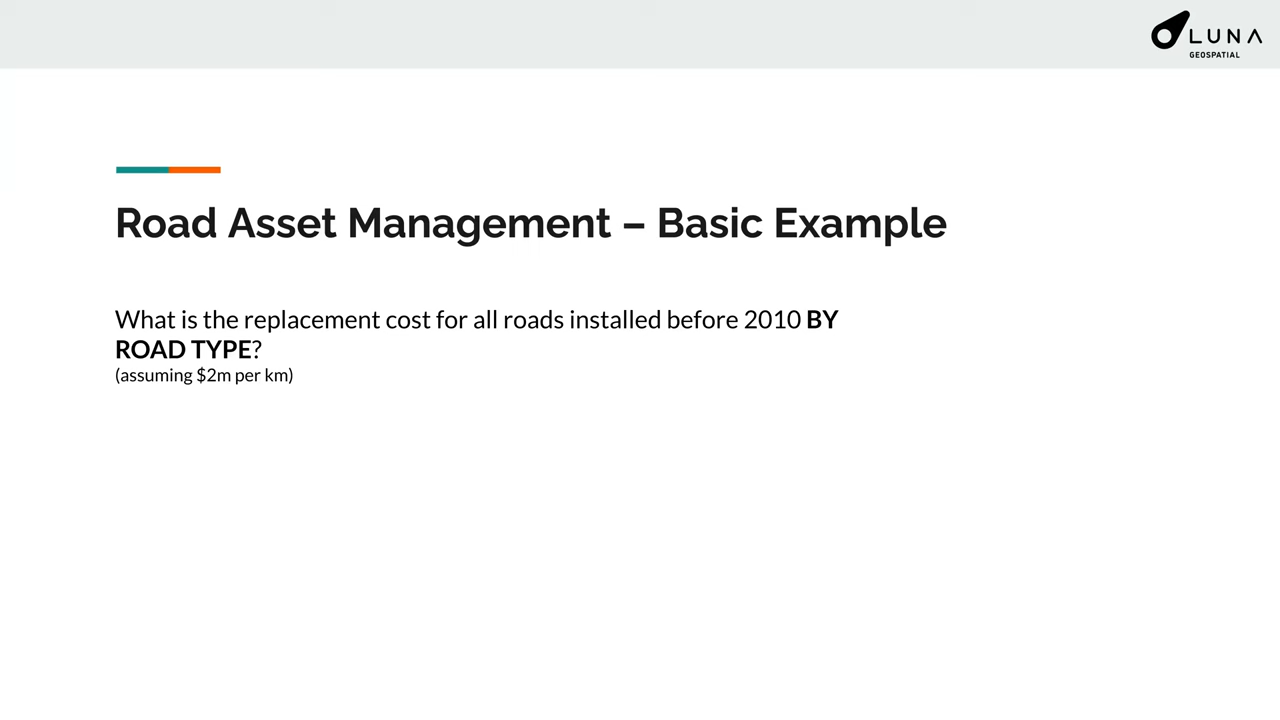 LUNA
GEOSPATIAL
Road Asset Management – Basic Example
What is the replacement cost for all roads installed before 2010 BY
ROAD TYPE?
(assuming $2m per km)